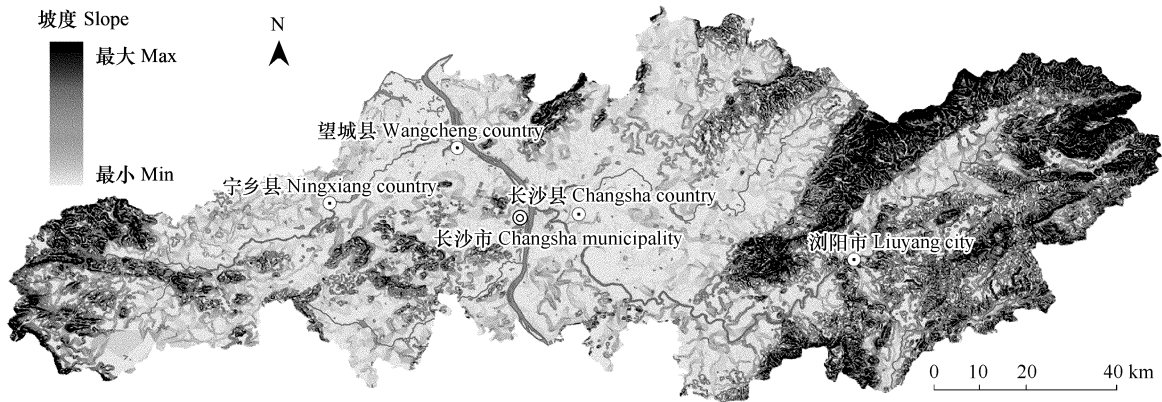 坡度 Slope
最大 Max
最小 Min
N
望城县 Wangcheng country
宁乡县 Ningxiang country
长沙县 Changsha country
长沙市 Changsha municipality
浏阳市 Liuyang city
0 10 20 40 km